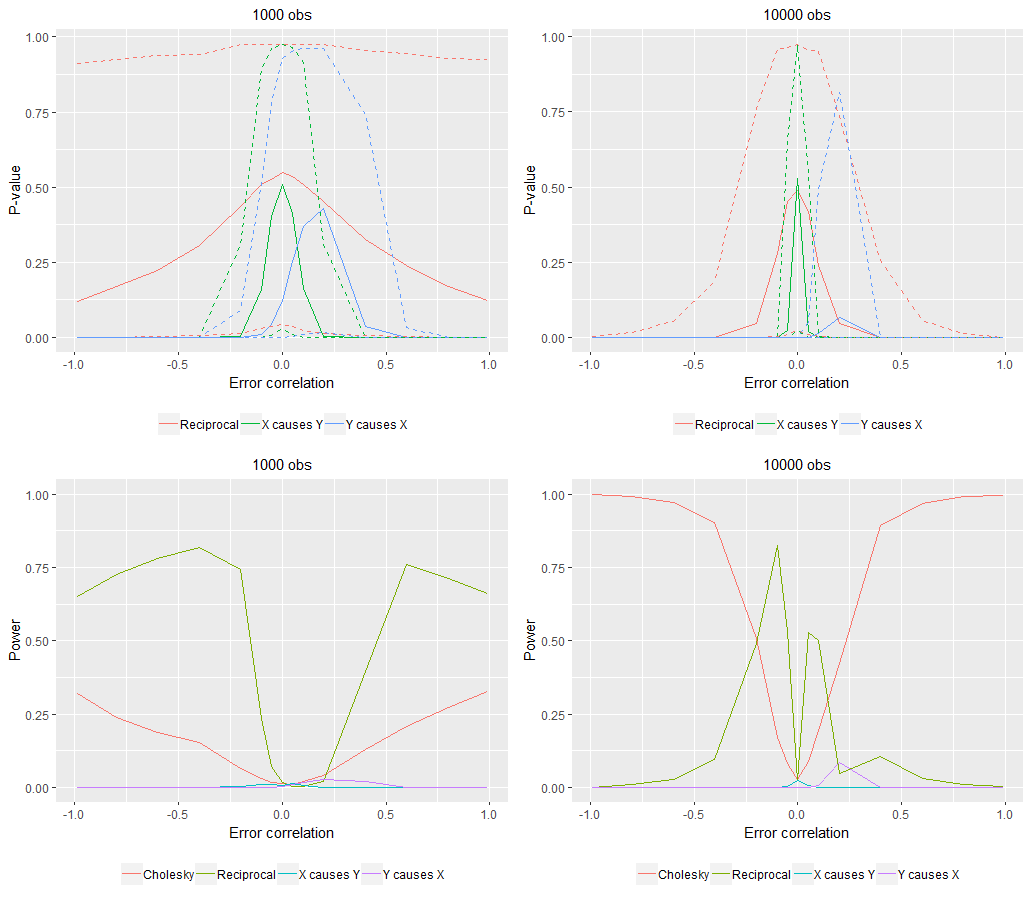 1000 obs
1.00
0.75
0.50
0.25
0.00
P-value
-1.0 -0.5 0.0 0.5 1.0
Error correlation
Reciprocal X causes Y Y causes X
10000 obs
1.00
0.75
0.50
0.25
0.00
P-value
-1.0 -0.5 0.0 0.5 1.0
Error correlation
Reciprocal X causes Y Y causes X
1000 obs
1.00
0.75
0.50
0.25
0.00
Power
-1.0 -0.5 0.0 0.5 1.0
Error correlation
Cholesky Reciprocal X causes Y Y causes X
10000 obs
1.00
0.75
0.50
0.25
0.00
Power
-1.0 -0.5 0.0 0.5 1.0
Error correlation
Cholesky Reciprocal X causes Y Y causes X